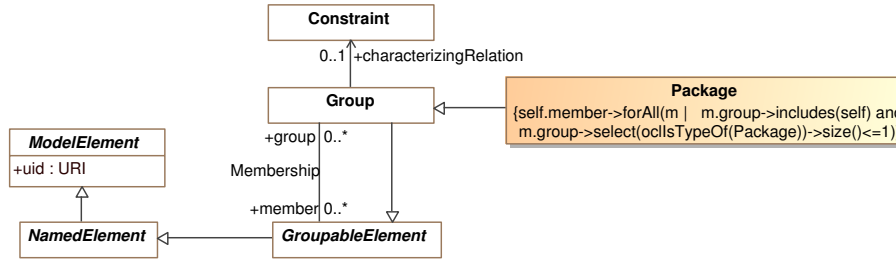 Constraint
0..1 +characterizingRelation
Group
Package
{self.member->forAll(m | m.group->includes(self) and
m.group->select(oclIsTypeOf(Package))->size()<=1)
+group 0..*
ModelElement
+uid : URI
Membership
+member 0..*
NamedElement
GroupableElement